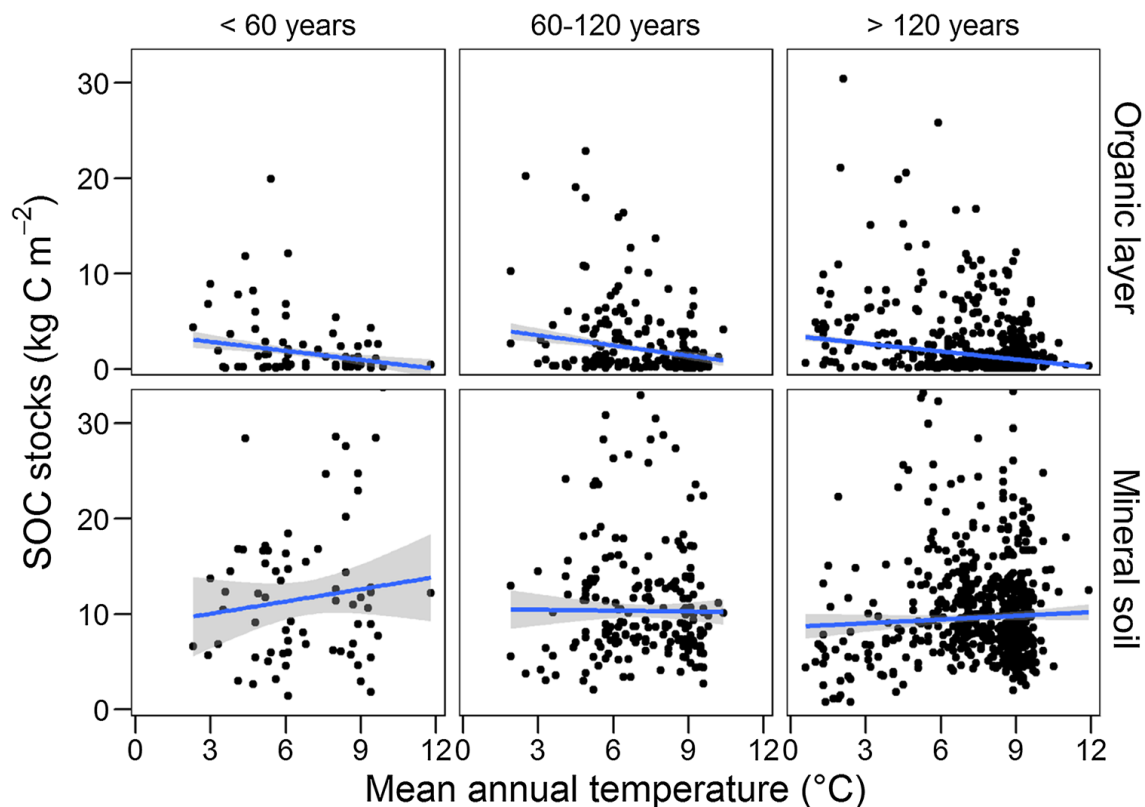 < 60 years
60-120 years
> 120 years
30
20
10
0
Organic layer
30
20
10
0
Mineral soil
SOC stocks (kg C m⁻²)
0 3 6 9 12 0 3 6 9 12 0 3 6 9 12
Mean annual temperature (°C)